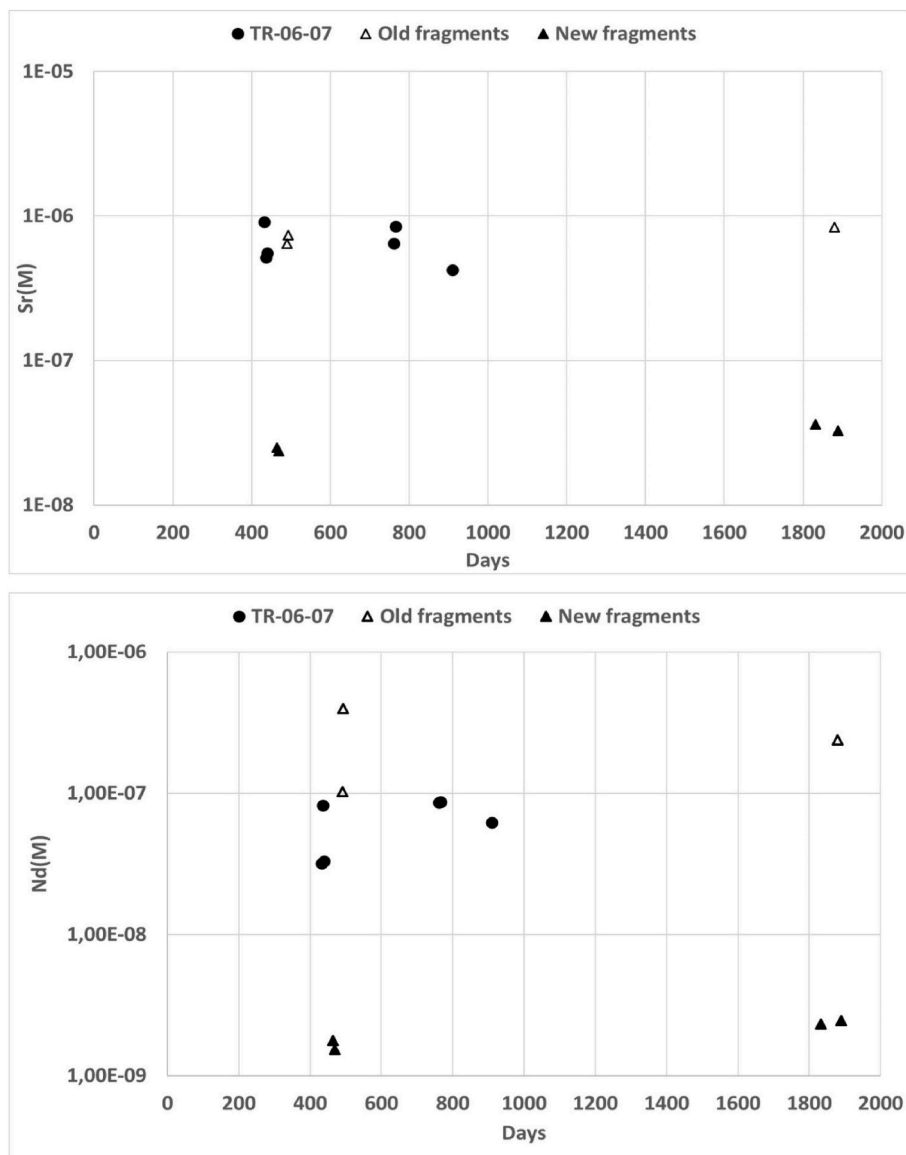 TR-06-07 Old fragments New fragments
1E-05
1E-06
1E-07
1E-08
Sr(M)
0 200 400 600 800 1000 1200 1400 1600 1800 2000
Days
TR-06-07 Old fragments New fragments
1,00E-06
1,00E-07
1,00E-08
1,00E-09
Nd(M)
0 200 400 600 800 1000 1200 1400 1600 1800 2000
Days